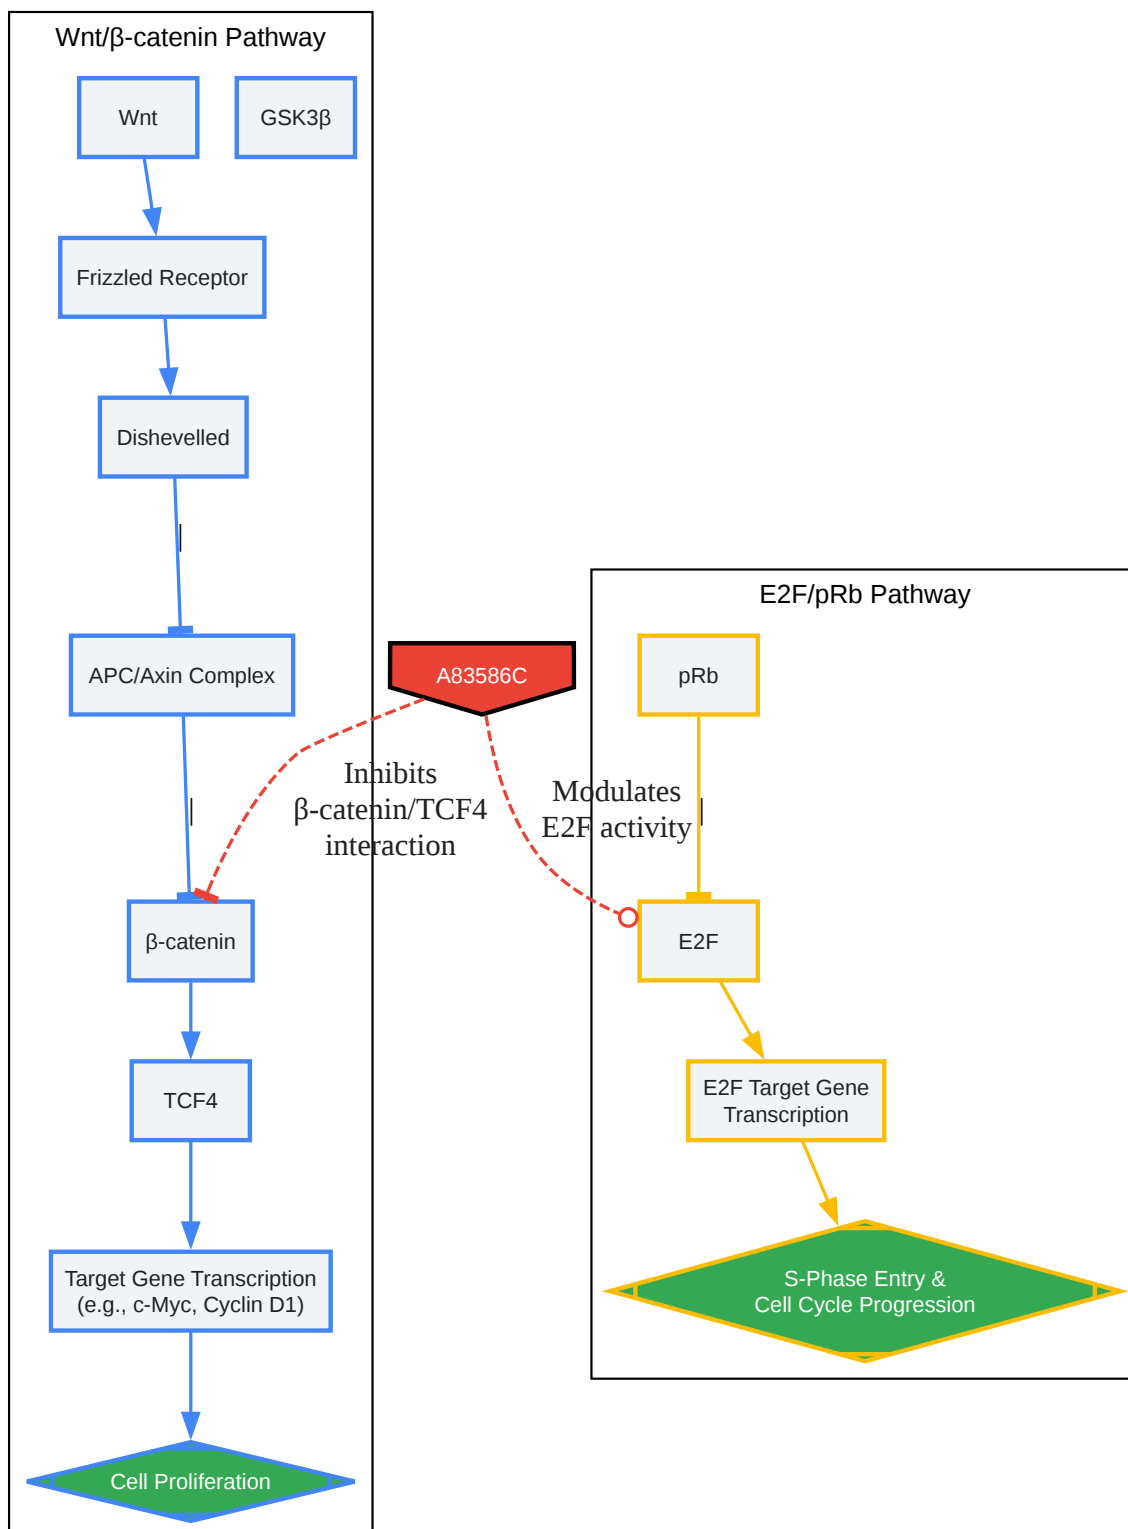 Wnt/β-catenin Pathway
Wnt
GSK3β
Frizzled Receptor
Dishevelled
|
APC/Axin Complex
|
β-catenin
TCF4
Target Gene Transcription
(e.g., c-Myc, Cyclin D1)
Cell Proliferation
A83586C
Inhibits
β-catenin/TCF4
interaction
Modulates
E2F activity
E2F/pRb Pathway
pRb
|
E2F
E2F Target Gene
Transcription
S-Phase Entry &
Cell Cycle Progression